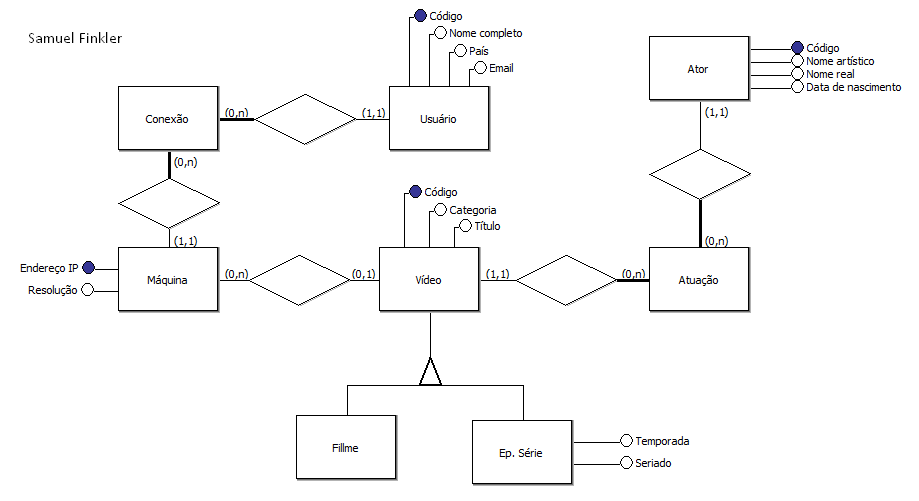 Samuel Finkler
Código
Nome completo
País
Email
Código
Nome artístico
Nome real
Data de nascimento
Ator
Conexão
(0,n)
(1,1)
Usuário
(1,1)
(0,n)
Código
Categoria
Título
(1,1)
(0,n)
Endereço IP
Resolução
Máquina
(0,n)
(0,1)
Vídeo
(1,1)
(0,n)
Atuação
Fillme
Ep. Série
Temporada
Seriado